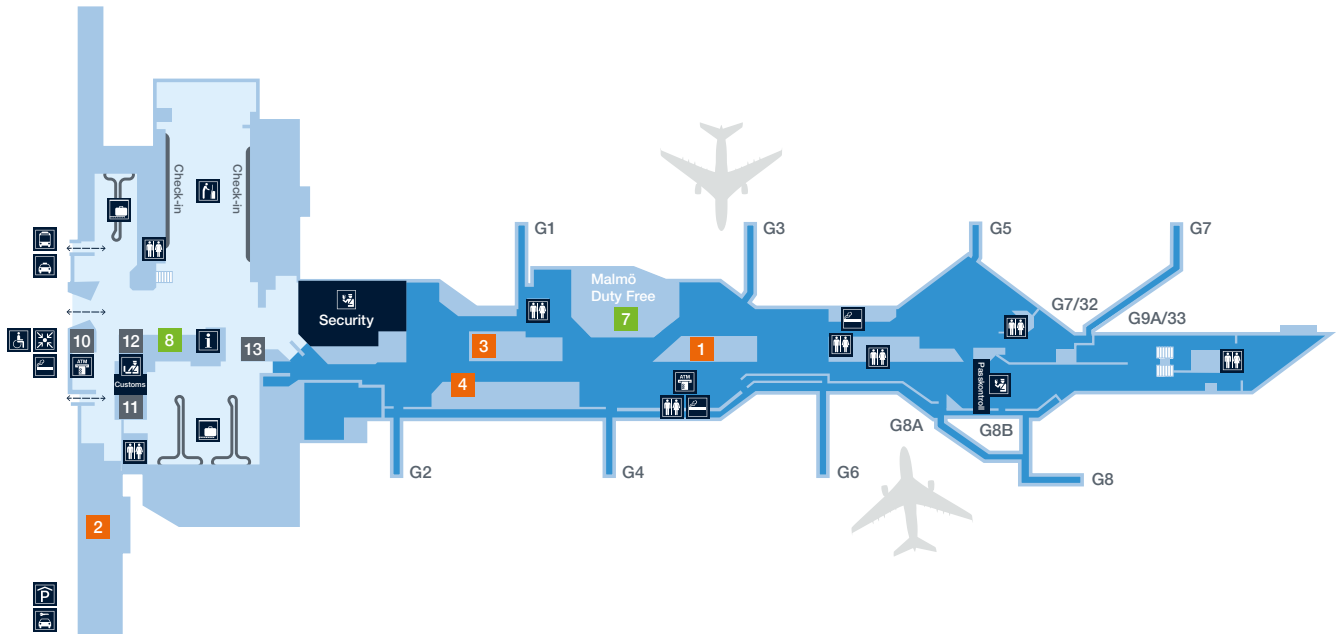 Check-in
Check-in
G1
G3
G5
G7
Malmö
Duty Free
7
G7/32
G9A/33
Security
10
12
8
i
13
3
1
ATM
Customs
11
4
ATM
Passkontroll
G8A
G8B
G2
G4
G6
G8
2
P